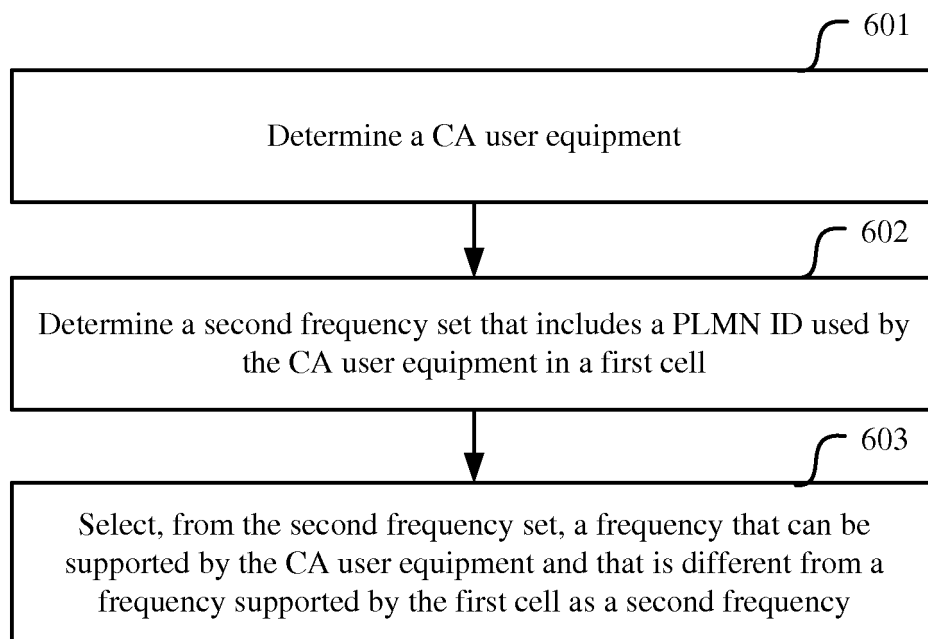 601
Determine a CA user equipment
602
Determine a second frequency set that includes a PLMN ID used by
the CA user equipment in a first cell
603
Select, from the second frequency set, a frequency that can be
supported by the CA user equipment and that is different from a
frequency supported by the first cell as a second frequency